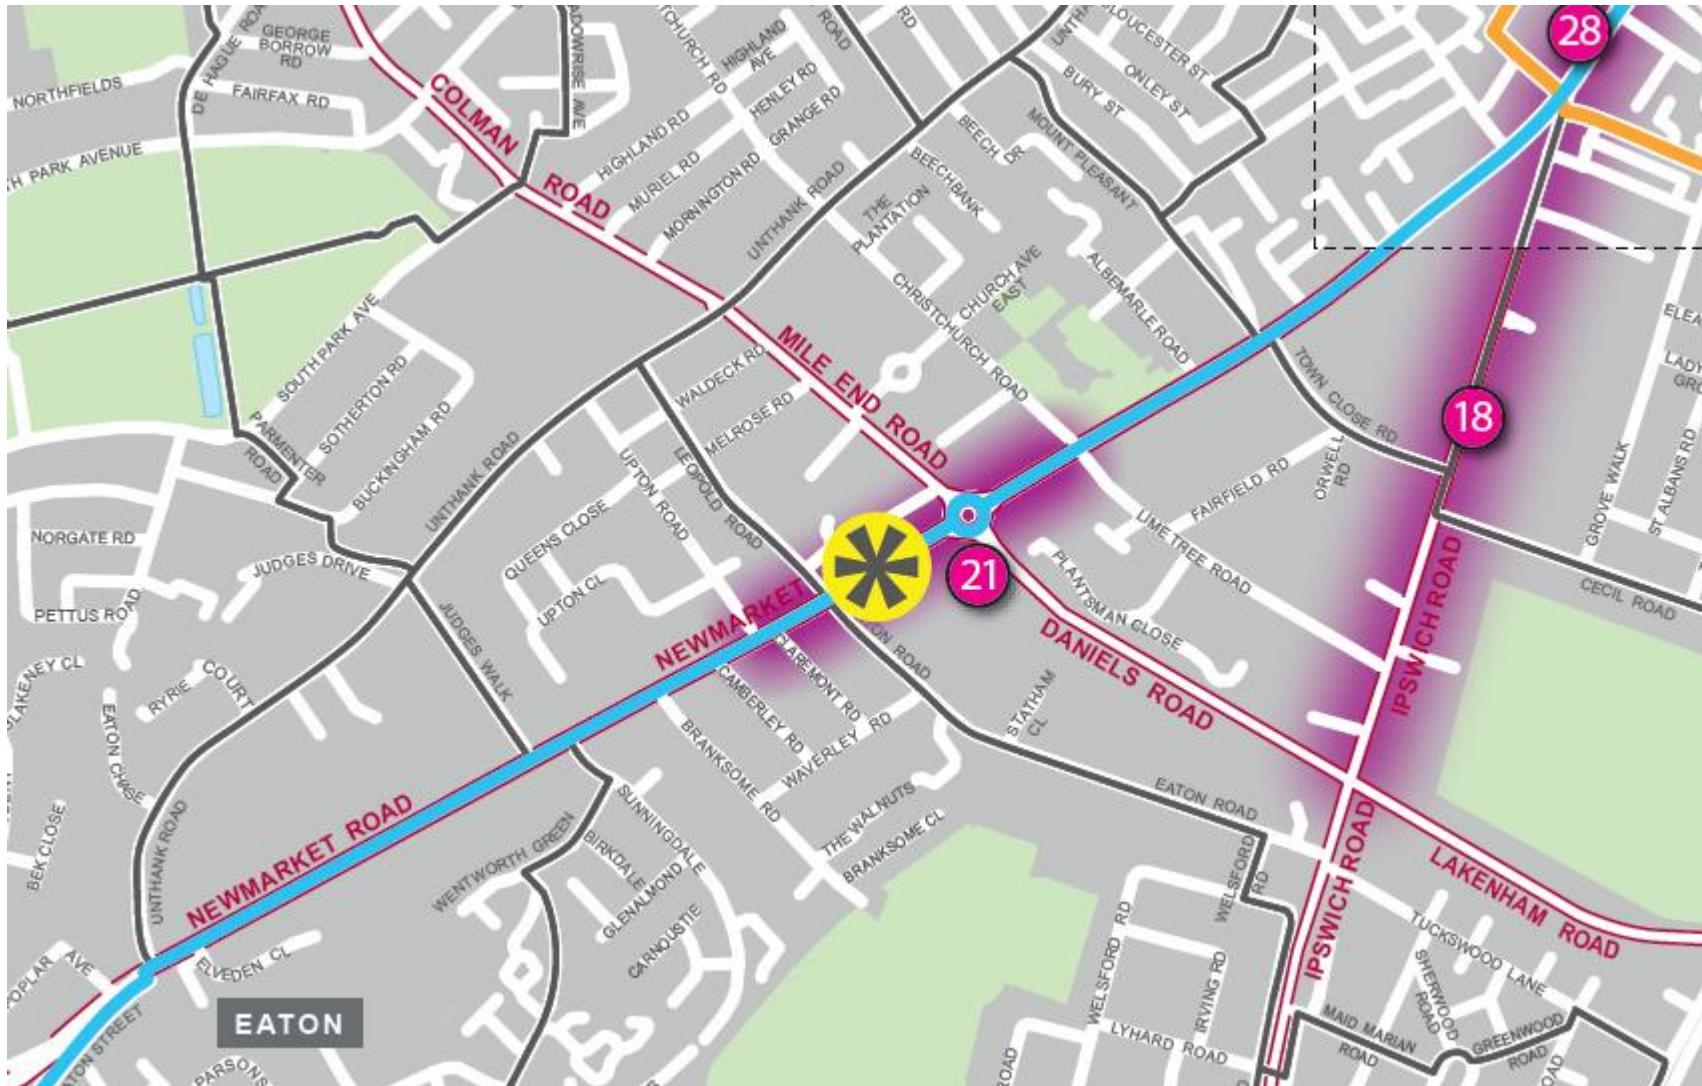 28
GEORGE
BORROW
RD
DE HAGUE
NORTHFIELDS
FAIRFAX RD
PARK AVENUE
COLMAN
ROAD
HIGHLAND
AVE
HENLEY RD
GRANGE RD
HIGHLAND RD
MURIEL RD
MORNINGTON RD
ROAD
RD
GLOUCESTER ST
ONLEY ST
BURY ST
BEECH DR
MOUNT PLEASANT
BEECHBANK
UNTHANK ROAD
THE
PLANTATION
CHURCH AVE
EAST
ALBEMARLE ROAD
CHRISTCHURCH ROAD
SOUTH PARK AVE
SOTHERTON RD
BUCKINGHAM RD
PARMENTER
ROAD
MILE END ROAD
WALDECK RD
MELROSE RD
TOWN CLOSE RD
18
ORWELL
RD
FAIRFIELD RD
GROVE WALK
ST ALBANS RD
UNTHANK ROAD
UPTON ROAD
LEOPOLD ROAD
QUEENS CLOSE
UPTON CL
LIME TREE ROAD
PLANTSMAN CLOSE
21
NORGATE RD
JUDGES DRIVE
PETTUS ROAD
JUDGES WALK
NEWMARKET
CECIL ROAD
IPSWICH ROAD
DANIELS ROAD
RYRIE
COURT
EATON CHASE
CLAREMONT RD
CAMBERLEY RD
BRANKSOME RD
WAVERLEY RD
STATHAM
CL
EATON ROAD
THE WALNUTS
BRANKSOME CL
UNTHANK ROAD
NEWMARKET ROAD
BEK CLOSE
SUNNINGDALE
BIRKDALE
WENTWORTH GREEN
GLENALMOND
CARNOUSTIE
WELSFORD
RD
IPSWICH ROAD
LAKENHAM ROAD
TUCKSWOOD LANE
WELSFORD RD
IRVING RD
SHERWOOD
ROAD
AVE
ELVEDEN CL
EATON
LYHARD ROAD
MAID MARIAN
ROAD
GREENWOOD
ROAD
ROAD
PARSONS